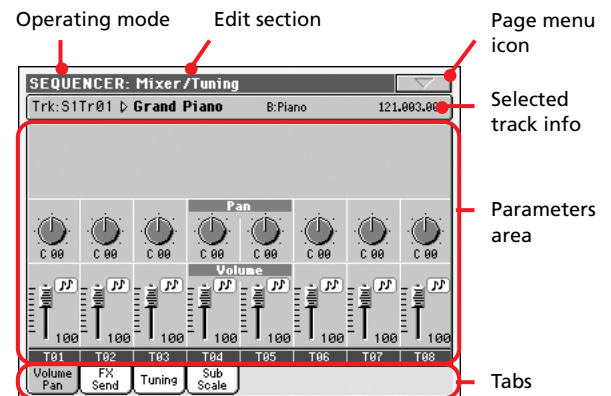 Operating mode
Edit section
Page menu
icon
SEQUENCER: Mixer/Tuning
Selected
track info
Trk:S1Tr01 ▷ Grand Piano B:Piano 121.003.00
Parameters
area
Pan
C 00 C 00 C 00 C 00 C 00 C 00 C 00 C 00
Volume
100 100 100 100 100 100 100 100
T01 T02 T03 T04 T05 T06 T07 T08
Volume
Pan
FX
Send
Tuning
Sub
Scale
Tabs